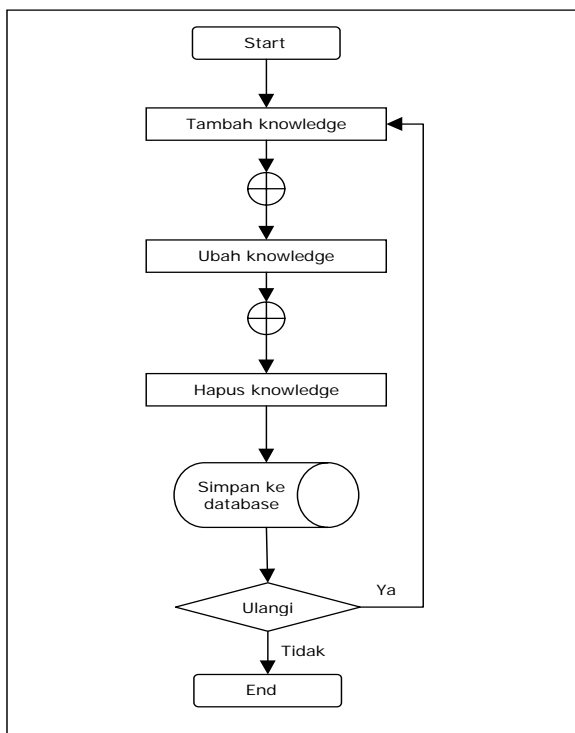 Start
Tambah knowledge
Ubah knowledge
Hapus knowledge
Simpan ke
database
Ya
Ulangi
Tidak
End